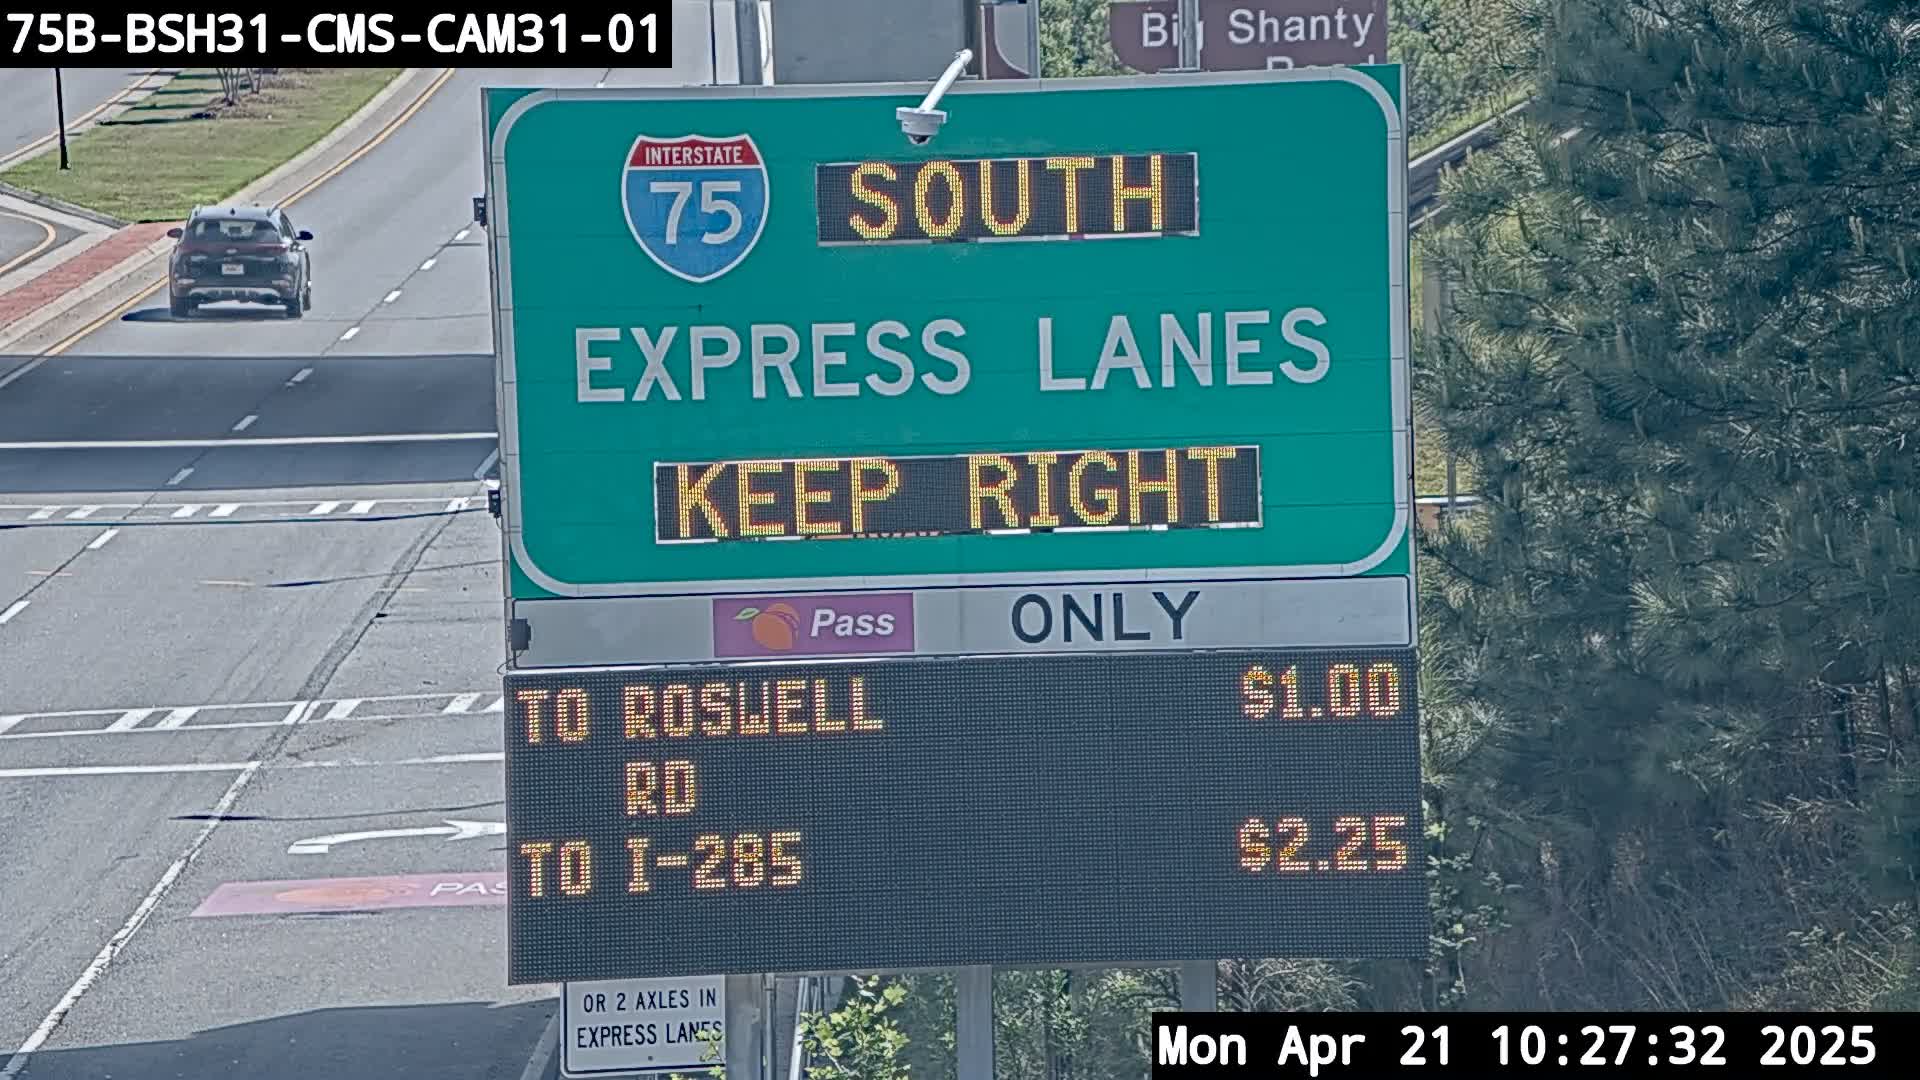 75B-BSH31-CMS-CAM31-01
Big Shanty
Road
INTERSTATE
75
SOUTH
EXPRESS LANES
KEEP RIGHT
Pass ONLY
TO ROSWELL $1.00
RD
TO I-285 $2.25
PAS
OR 2 AXLES IN
EXPRESS LANES
Mon Apr 21 10:27:32 2025